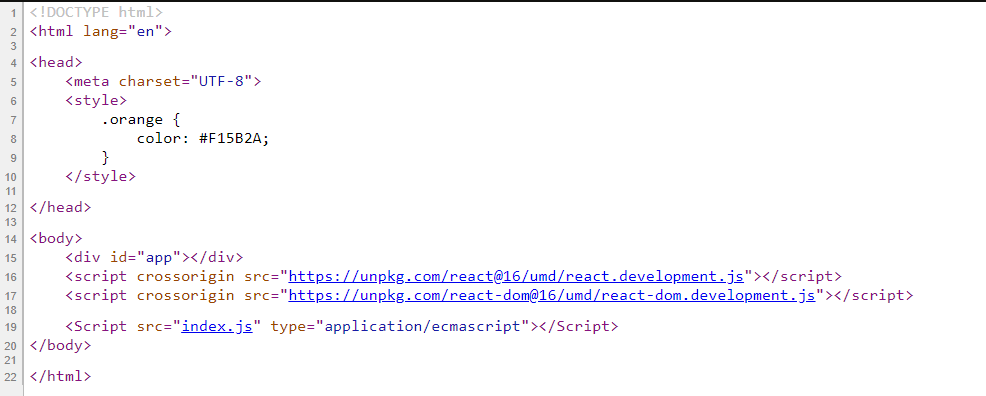 1 <!DOCTYPE html>
2 <html lang="en">
3
4 <head>
5     <meta charset="UTF-8">
6     <style>
7         .orange {
8             color: #F15B2A;
9         }
10     </style>
11
12 </head>
13
14 <body>
15     <div id="app"></div>
16     <script crossorigin src="https://unpkg.com/react@16/umd/react.development.js"></script>
17     <script crossorigin src="https://unpkg.com/react-dom@16/umd/react-dom.development.js"></script>
18
19     <Script src="index.js" type="application/ecmascript"></Script>
20 </body>
21
22 </html>